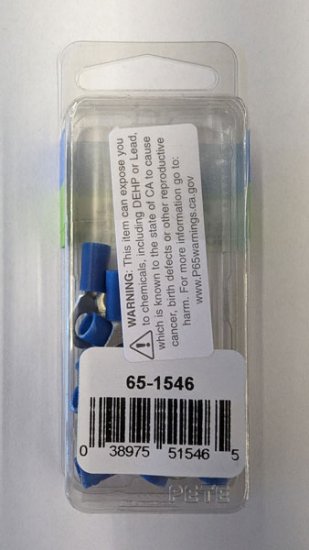 WARNING: This item can expose you
to chemicals, including DEHP or Lead,
which is known to the state of CA to cause
cancer, birth defects or other reproductive
harm. For more information go to:
www.P65warnings.ca.gov
65-1546
0 38975 51546 5
PETE